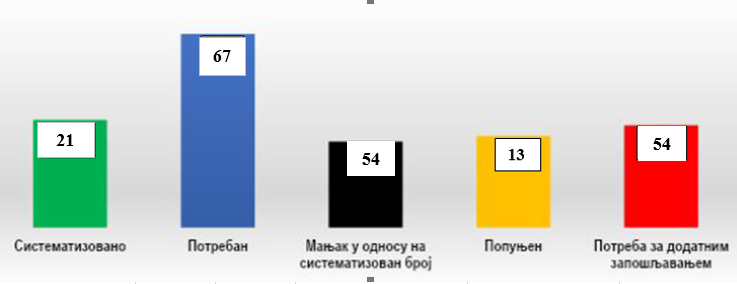 21
67
54
13
54
Систематизовано
Потребан
Мањак у односу на
систематизован број
Попуњен
Потреба за додатним
запошљавањем